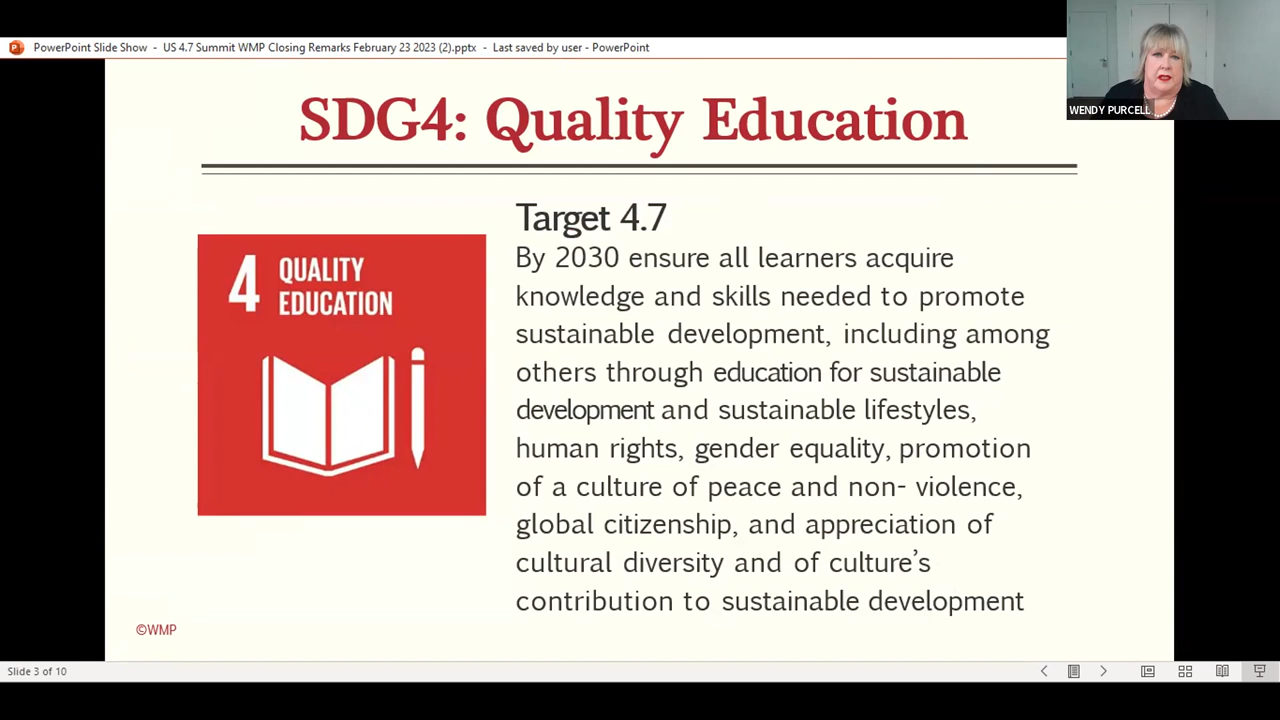 PowerPoint Slide Show - US 4.7 Summit WMP Closing Remarks February 23 2023 (2).pptx - Last saved by user - PowerPoint
WENDY PURCELL
SDG4: Quality Education
4 QUALITY
EDUCATION
Target 4.7
By 2030 ensure all learners acquire
knowledge and skills needed to promote
sustainable development, including among
others through education for sustainable
development and sustainable lifestyles,
human rights, gender equality, promotion
of a culture of peace and non- violence,
global citizenship, and appreciation of
cultural diversity and of culture’s
contribution to sustainable development
©WMP
Slide 3 of 10